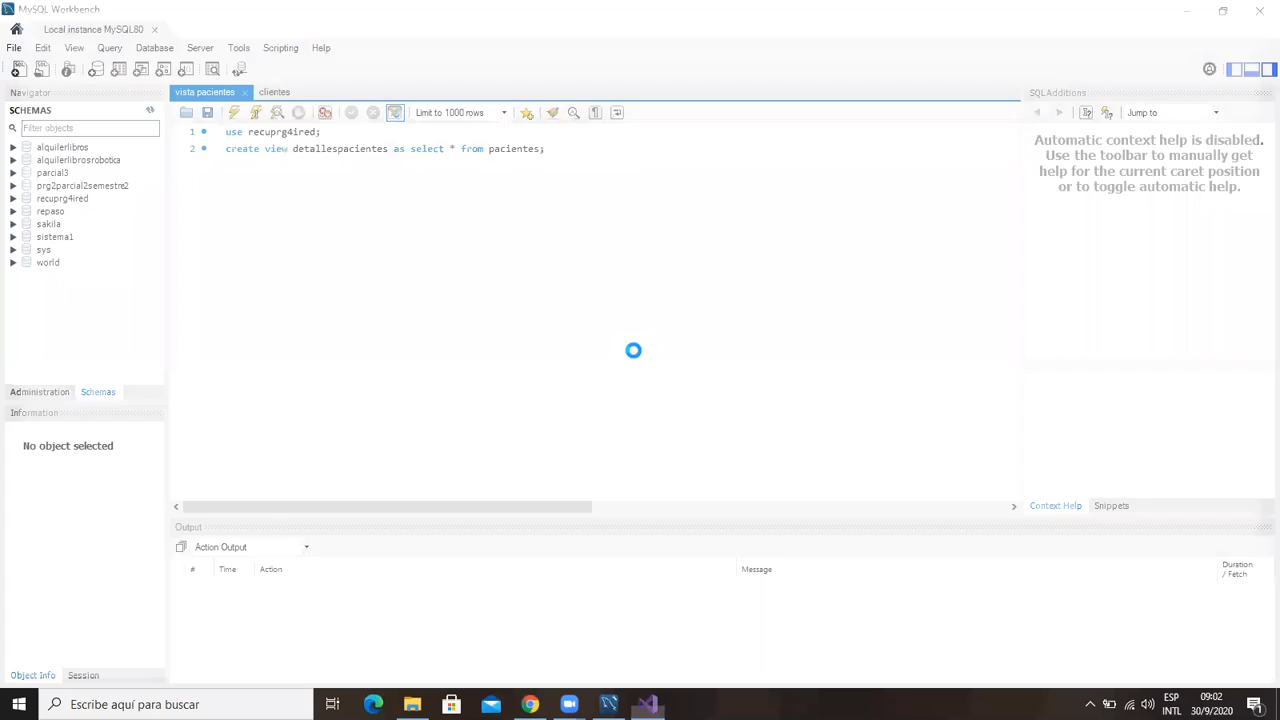 MySQL Workbench
Local instance MySQL80
File Edit View Query Database Server Tools Scripting Help
Navigator
SCHEMAS
Filter objects
alquilerlibros
alquilerlibrosrobotica
parcial3
prg2parcial2semestre2
recuprg4ired
repaso
sakila
sistema1
sys
world
Administration Schemas
Information
No object selected
Object Info Session
vista pacientes clientes
Limit to 1000 rows
1 use recuprg4ired;
2 create view detallespacientes as select * from pacientes;
Output
Action Output
# Time Action Message Duration / Fetch
SQLAdditions
Jump to
Automatic context help is disabled.
Use the toolbar to manually get
help for the current caret position
or to toggle automatic help.
Context Help Snippets
Escribe aquí para buscar
ESP
INTL
09:02
30/9/2020
1